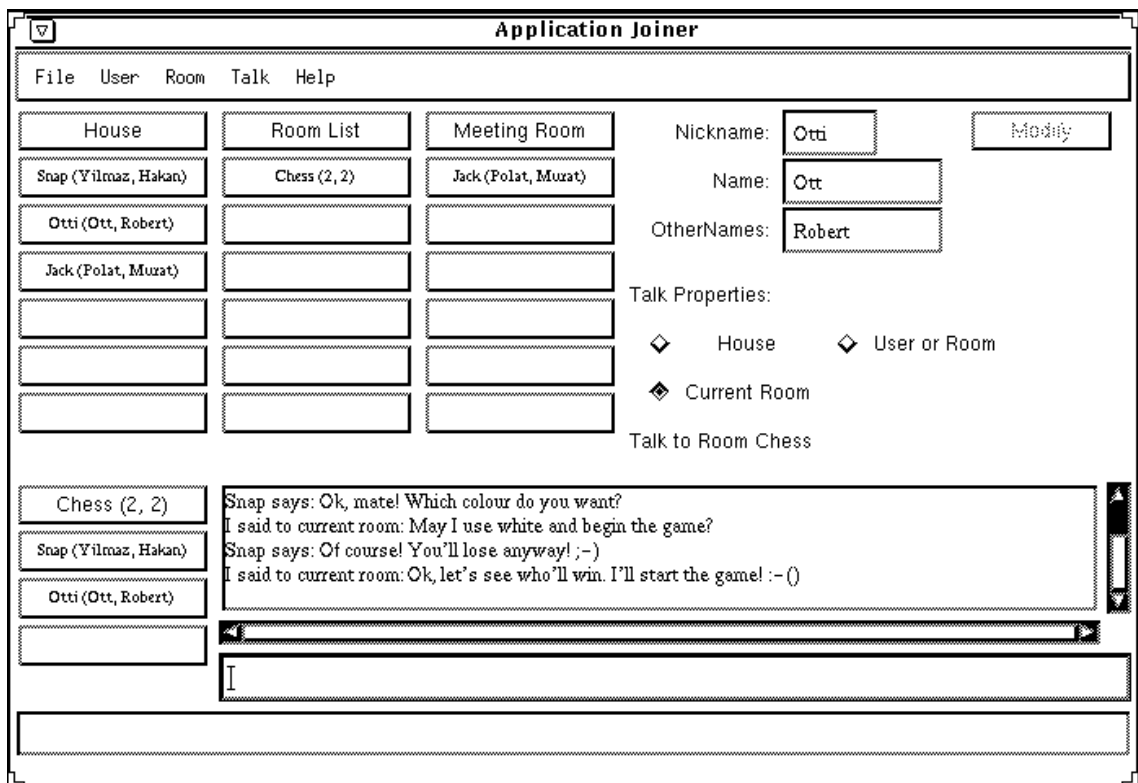 Application Joiner
File User Room Talk Help
House Room List Meeting Room Nickname: Otti Modify
Snap (Yilmaz, Hakan) Chess (2, 2) Jack (Polat, Murat) Name: Ott
Otti (Ott, Robert) OtherNames: Robert
Jack (Polat, Murat)
Talk Properties:
House User or Room
Current Room
Talk to Room Chess
Chess (2, 2)
Snap (Yilmaz, Hakan)
Otti (Ott, Robert)
Snap says: Ok, mate! Which colour do you want?
I said to current room: May I use white and begin the game?
Snap says: Of course! You'll lose anyway! ;-)
I said to current room: Ok, let's see who'll win. I'll start the game! :-()